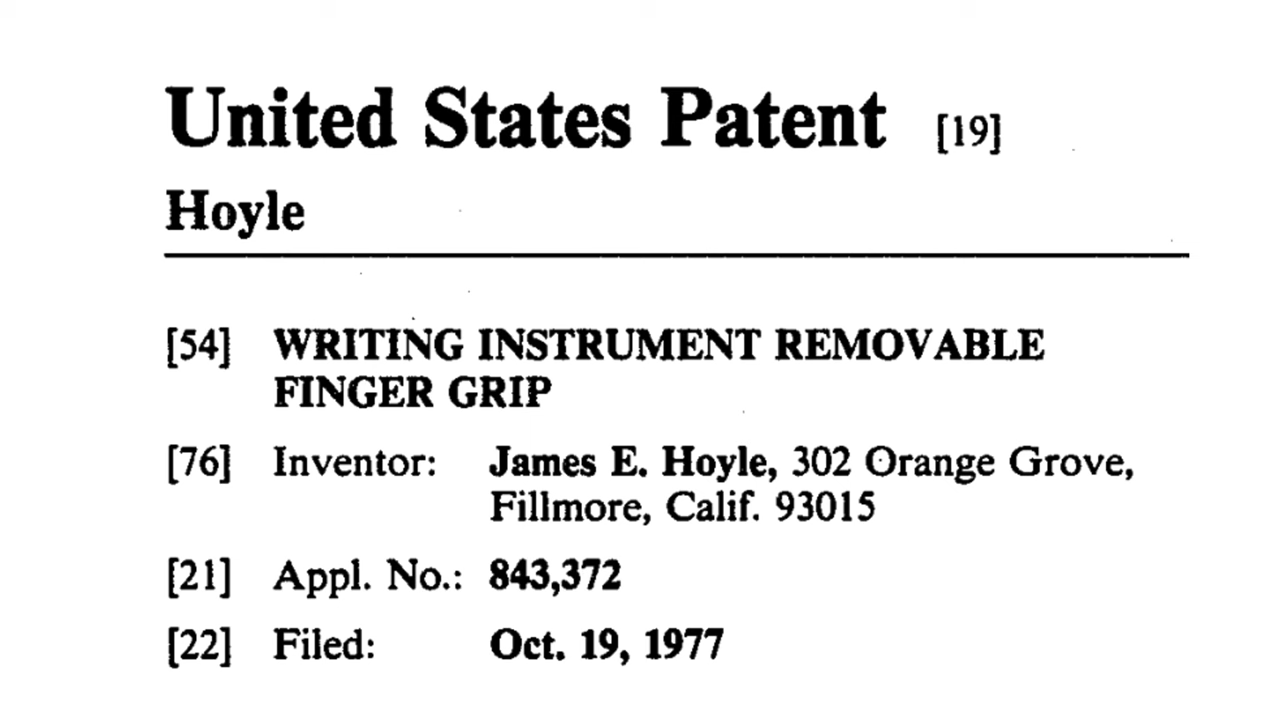 United States Patent [19]
Hoyle
[54] WRITING INSTRUMENT REMOVABLE
FINGER GRIP
[76] Inventor: James E. Hoyle, 302 Orange Grove,
Fillmore, Calif. 93015
[21] Appl. No.: 843,372
[22] Filed: Oct. 19, 1977